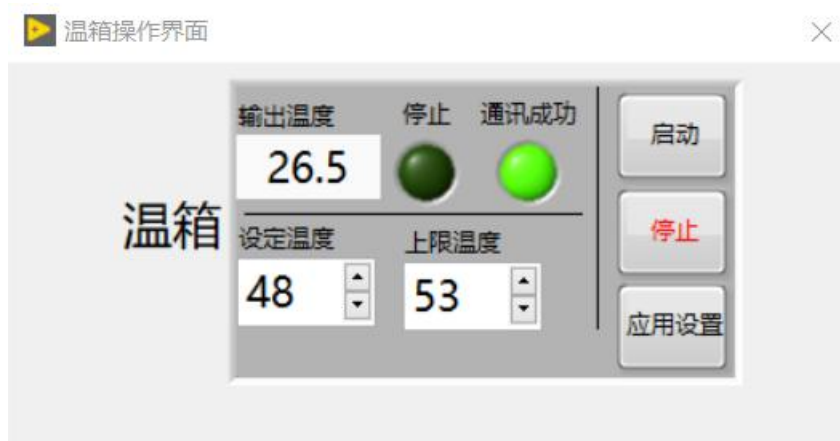 温箱操作界面
输出温度 停止 通讯成功
26.5
启动
温箱
停止
设定温度 上限温度
48 53
应用设置